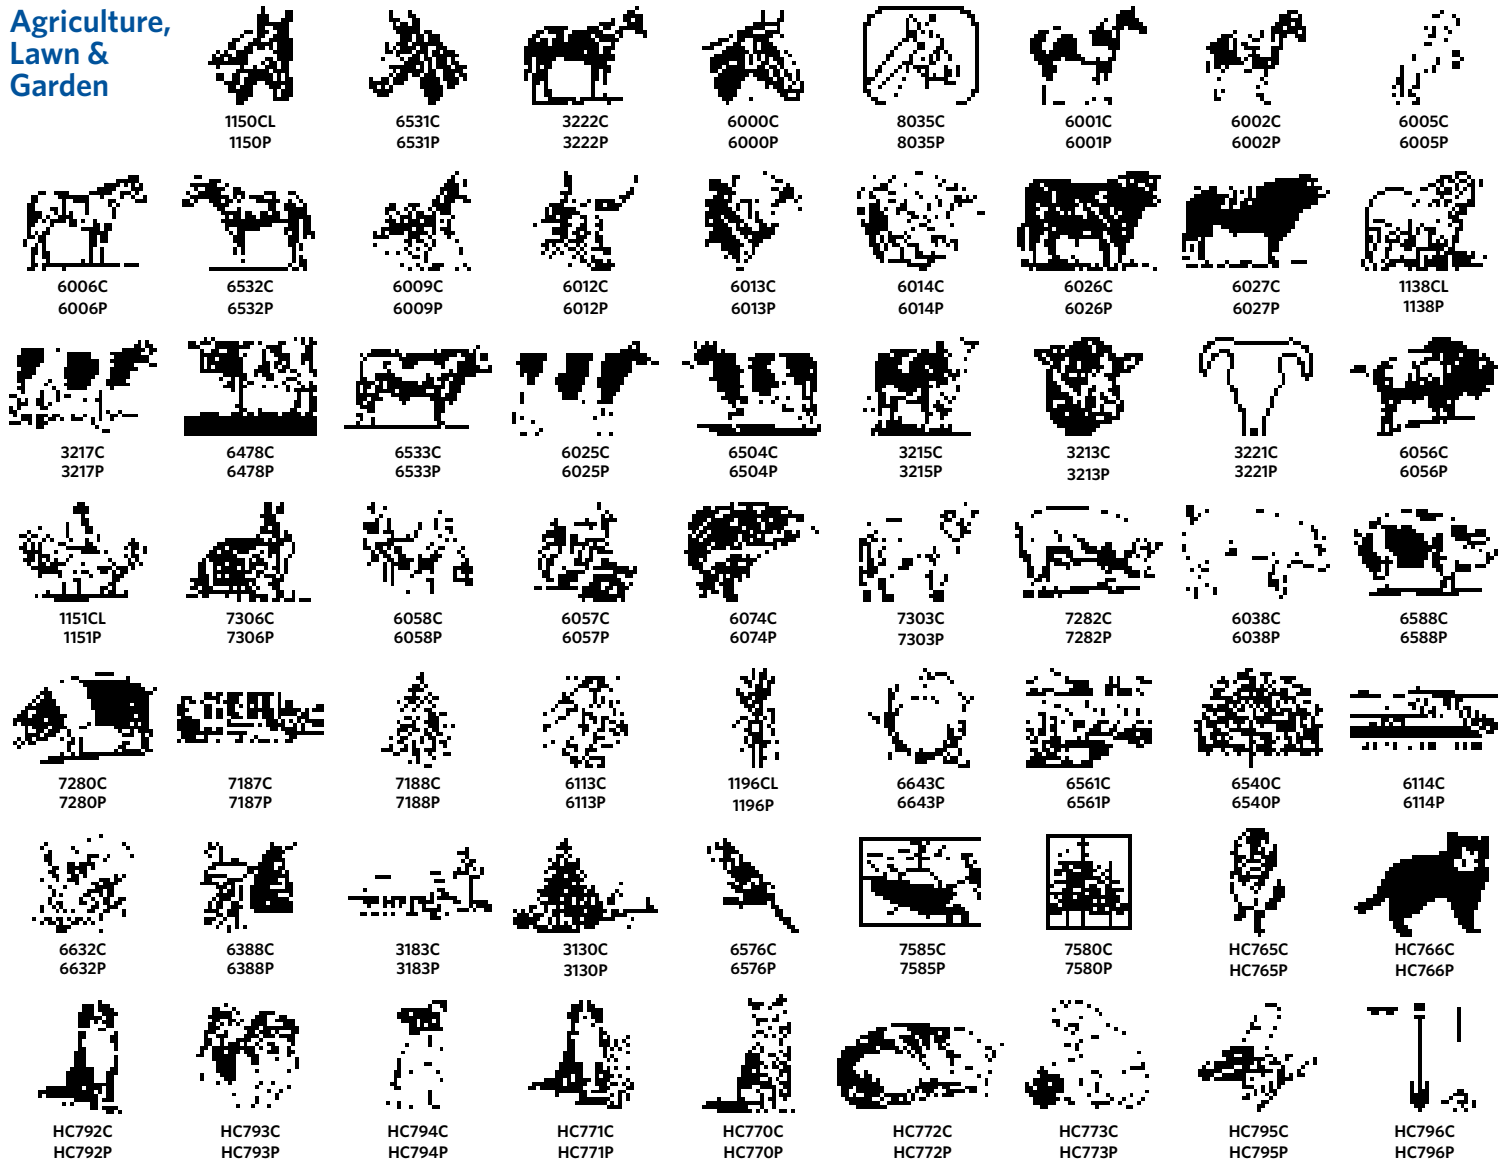 Agriculture,
Lawn &
Garden
1150CL 6531C 3222C 6000C 8035C 6001C 6002C 6005C
1150P 6531P 3222P 6000P 8035P 6001P 6002P 6005P
6006C 6532C 6009C 6012C 6013C 6014C 6026C 6027C 1138CL
6006P 6532P 6009P 6012P 6013P 6014P 6026P 6027P 1138P
3217C 6478C 6533C 6025C 6504C 3215C 3213C 3221C 6056C
3217P 6478P 6533P 6025P 6504P 3215P 3213P 3221P 6056P
1151CL 7306C 6058C 6057C 6074C 7303C 7282C 6038C 6588C
1151P 7306P 6058P 6057P 6074P 7303P 7282P 6038P 6588P
7280C 7187C 7188C 6113C 1196CL 6643C 6561C 6540C 6114C
7280P 7187P 7188P 6113P 1196P 6643P 6561P 6540P 6114P
6632C 6388C 3183C 3130C 6576C 7585C 7580C HC765C HC766C
6632P 6388P 3183P 3130P 6576P 7585P 7580P HC765P HC766P
HC792C HC793C HC794C HC771C HC770C HC772C HC773C HC795C HC796C
HC792P HC793P HC794P HC771P HC770P HC772P HC773P HC795P HC796P